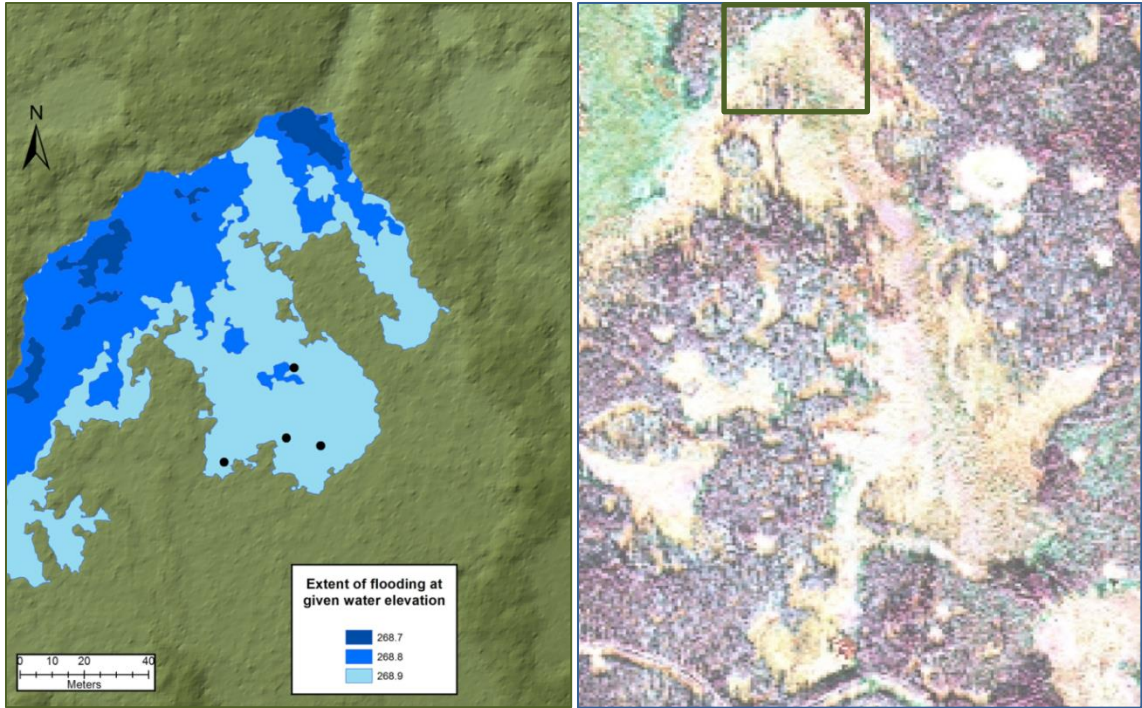 N
Extent of flooding at
given water elevation
268.7
268.8
268.9
0 10 20 40
Meters